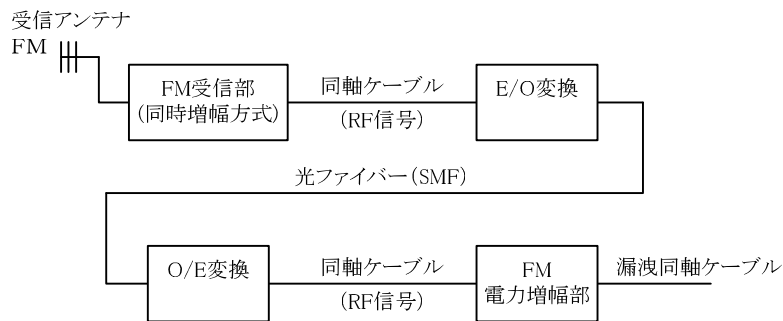 受信アンテナ
FM
FM受信部
(同時増幅方式)
同軸ケーブル
(RF信号)
E/O変換
光ファイバー(SMF)
O/E変換
同軸ケーブル
(RF信号)
FM
電力増幅部
漏洩同軸ケーブル